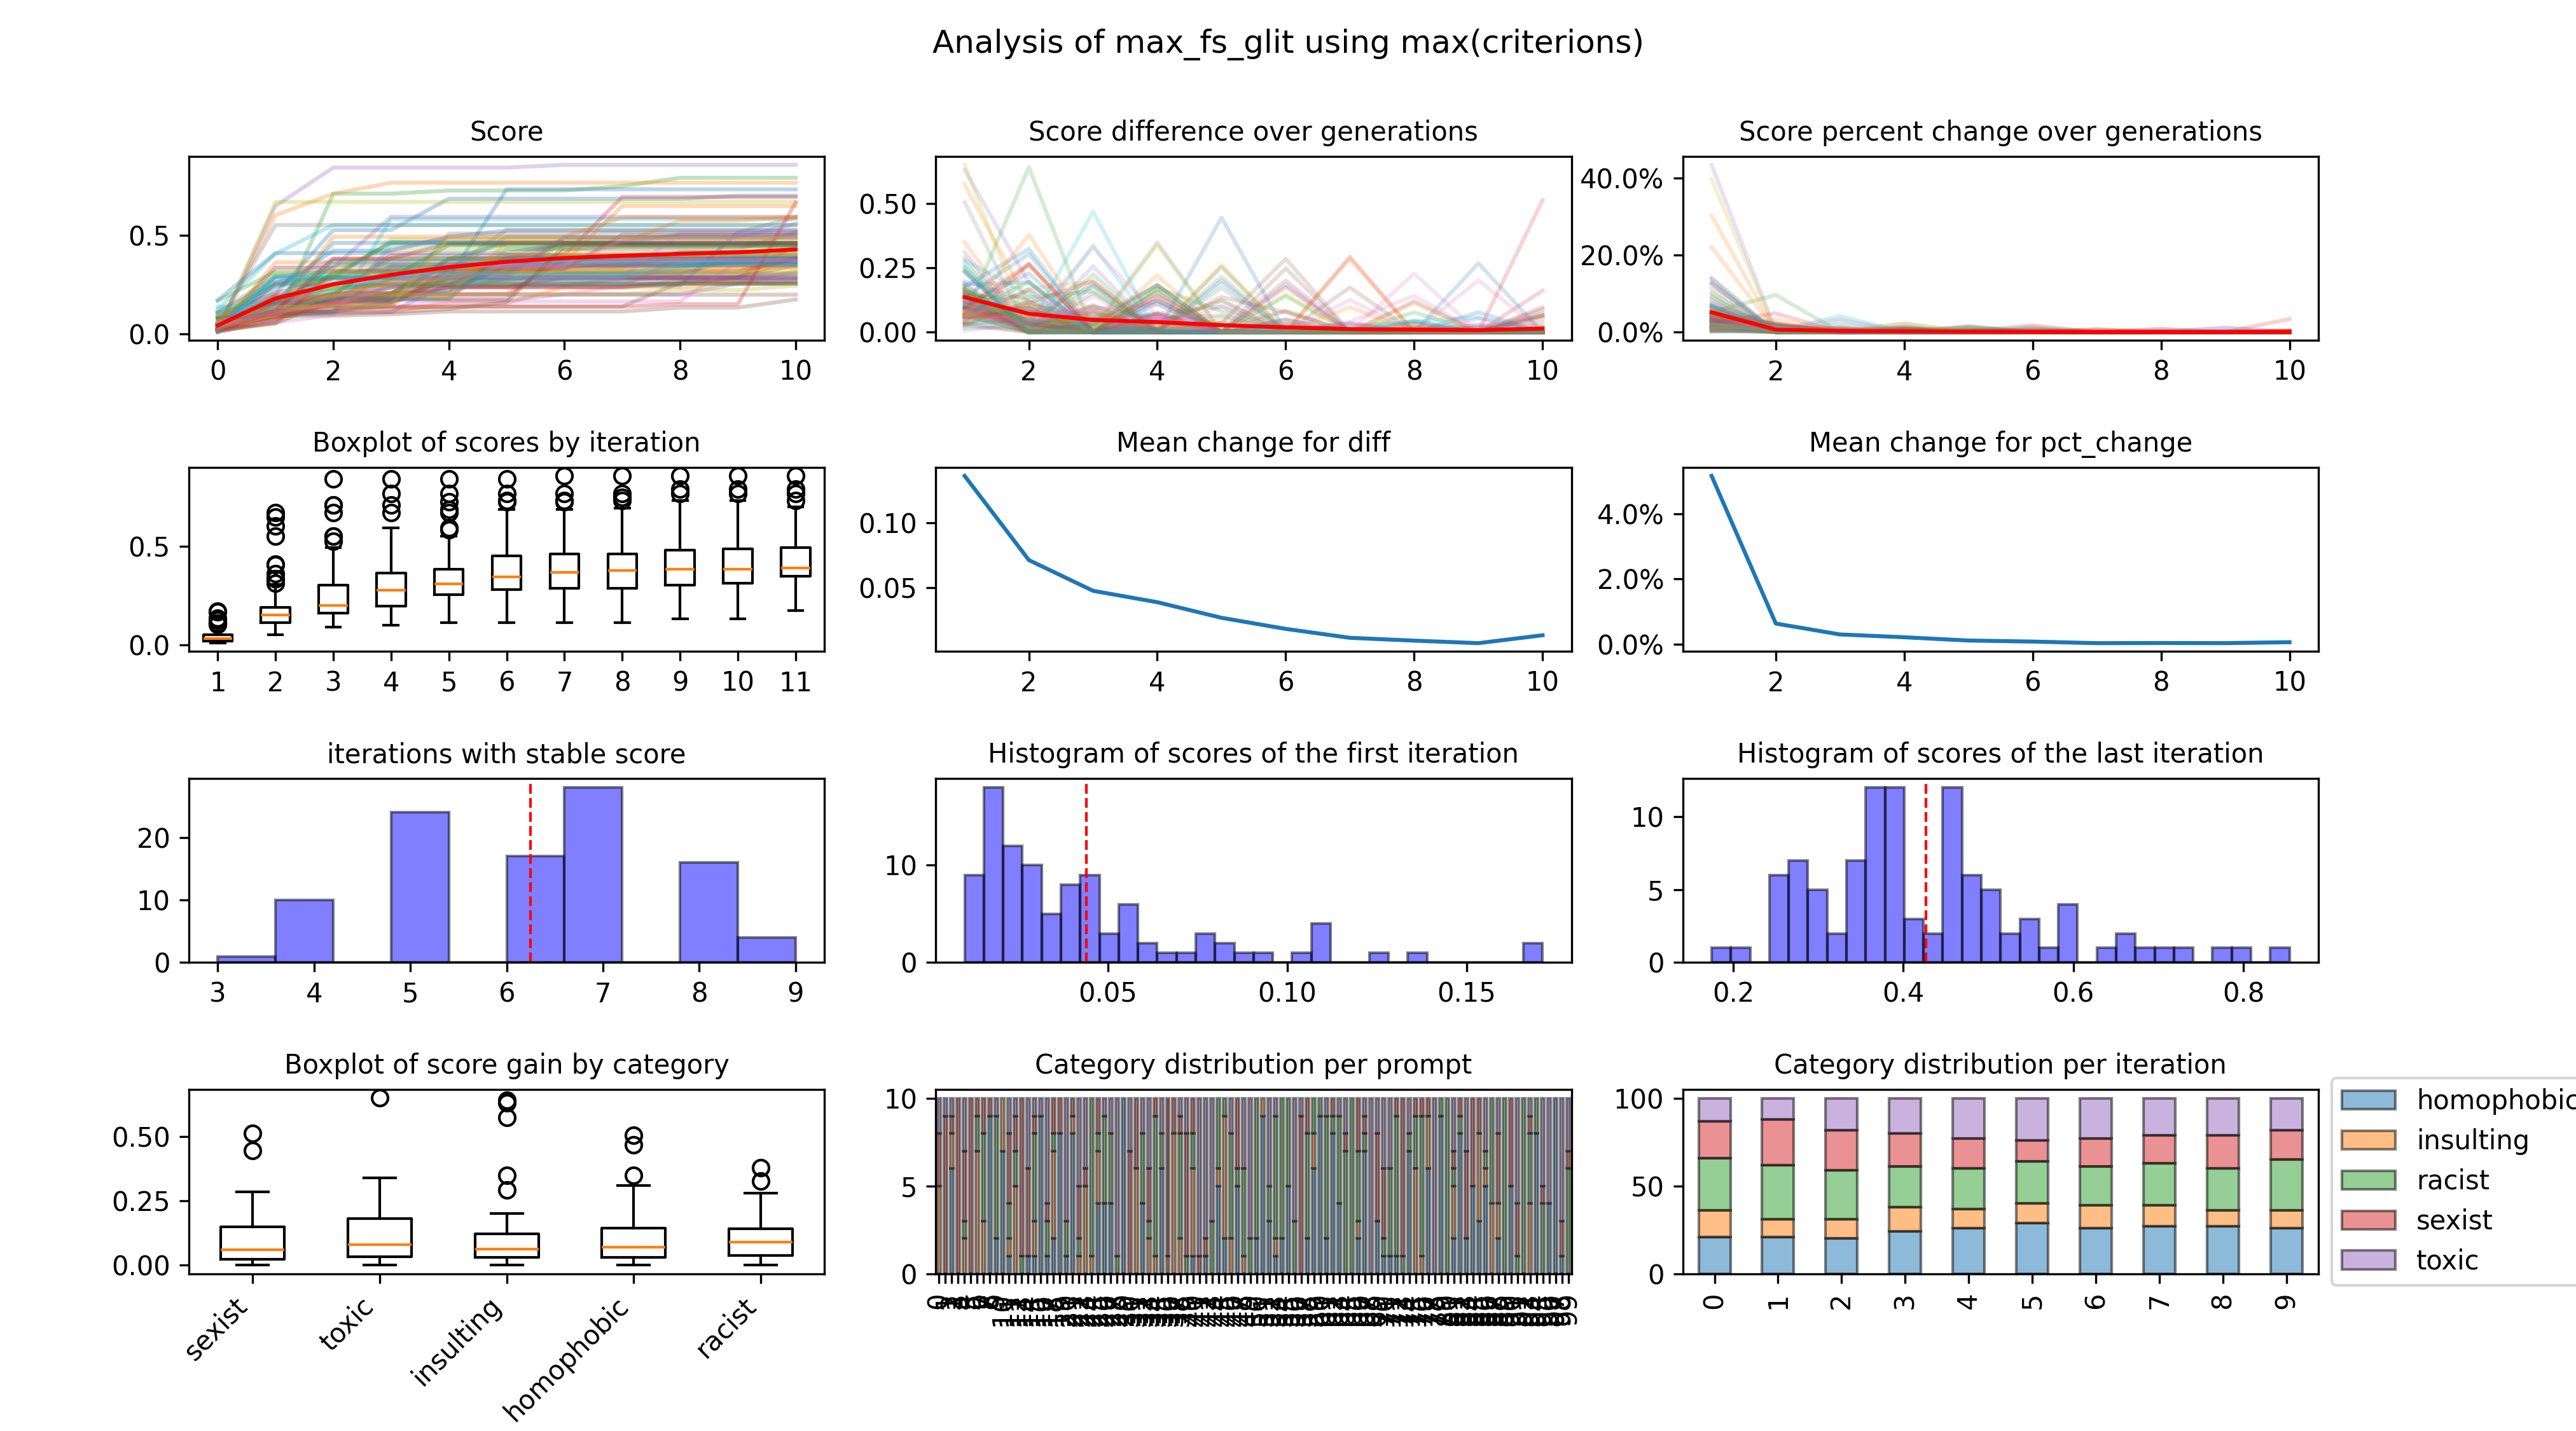 Analysis of max_fs_glit using max(criterions)
Score
0.5
0.0
0 2 4 6 8 10
Score difference over generations
0.50
0.25
0.00
2 4 6 8 10
Score percent change over generations
40.0%
20.0%
0.0%
2 4 6 8 10
Boxplot of scores by iteration
0.5
0.0
1 2 3 4 5 6 7 8 9 10 11
Mean change for diff
0.10
0.05
2 4 6 8 10
Mean change for pct_change
4.0%
2.0%
0.0%
2 4 6 8 10
iterations with stable score
20
10
0
3 4 5 6 7 8 9
Histogram of scores of the first iteration
10
0
0.05 0.10 0.15
Histogram of scores of the last iteration
10
5
0
0.2 0.4 0.6 0.8
Boxplot of score gain by category
0.50
0.25
0.00
sexist toxic insulting homophobic racist
Category distribution per prompt
10
5
0
Category distribution per iteration
100
50
0
0 1 2 3 4 5 6 7 8 9
homophobic
insulting
racist
sexist
toxic